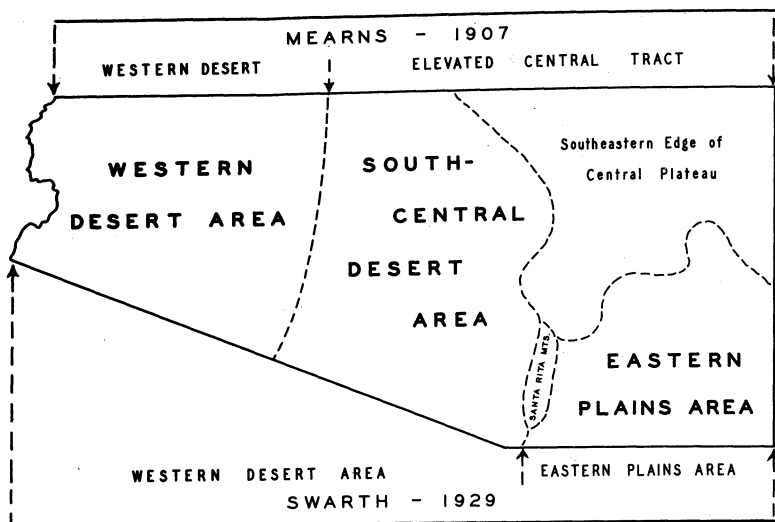 MEARNS - 1907
WESTERN DESERT
ELEVATED CENTRAL TRACT
WESTERN
DESERT AREA
SOUTH-
CENTRAL
DESERT
AREA
Southeastern Edge of
Central Plateau
SANTA RITA MTS.
EASTERN
PLAINS AREA
WESTERN DESERT AREA
EASTERN PLAINS AREA
SWARTH - 1929